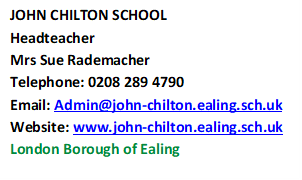 JOHN CHILTON SCHOOL
Headteacher
Mrs Sue Rademacher
Telephone: 0208 289 4790
Email: Admin@john-chilton.ealing.sch.uk
Website: www.john-chilton.ealing.sch.uk
London Borough of Ealing